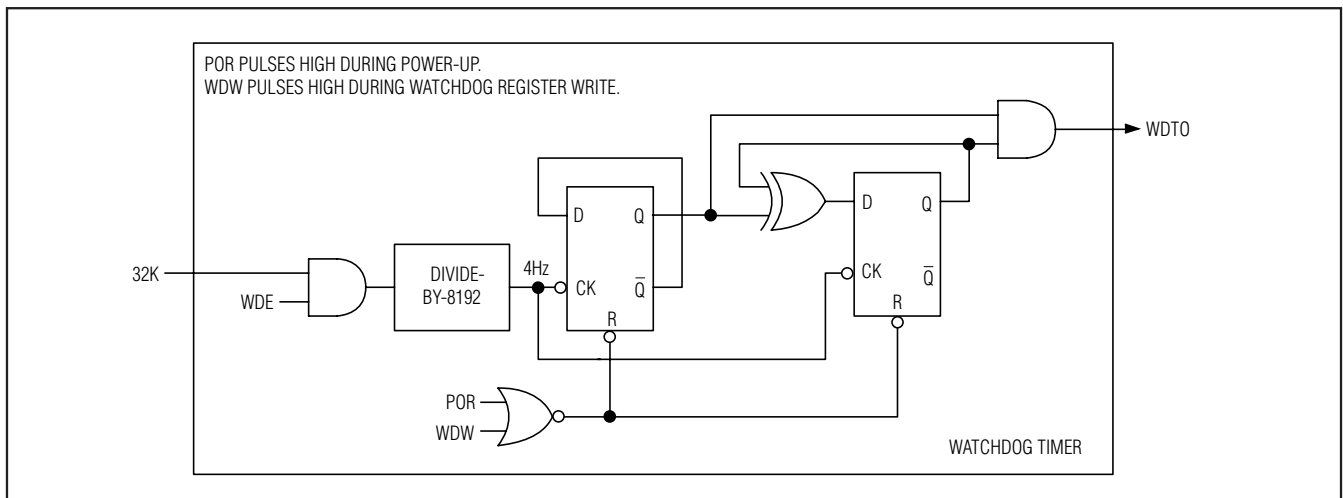 POR PULSES HIGH DURING POWER-UP.
WDW PULSES HIGH DURING WATCHDOG REGISTER WRITE.
WDTO
D
Q
D
Q
32K
WDE
DIVIDE-
BY-8192
4Hz
CK
Q̅
R
CK
Q̅
R
POR
WDW
WATCHDOG TIMER